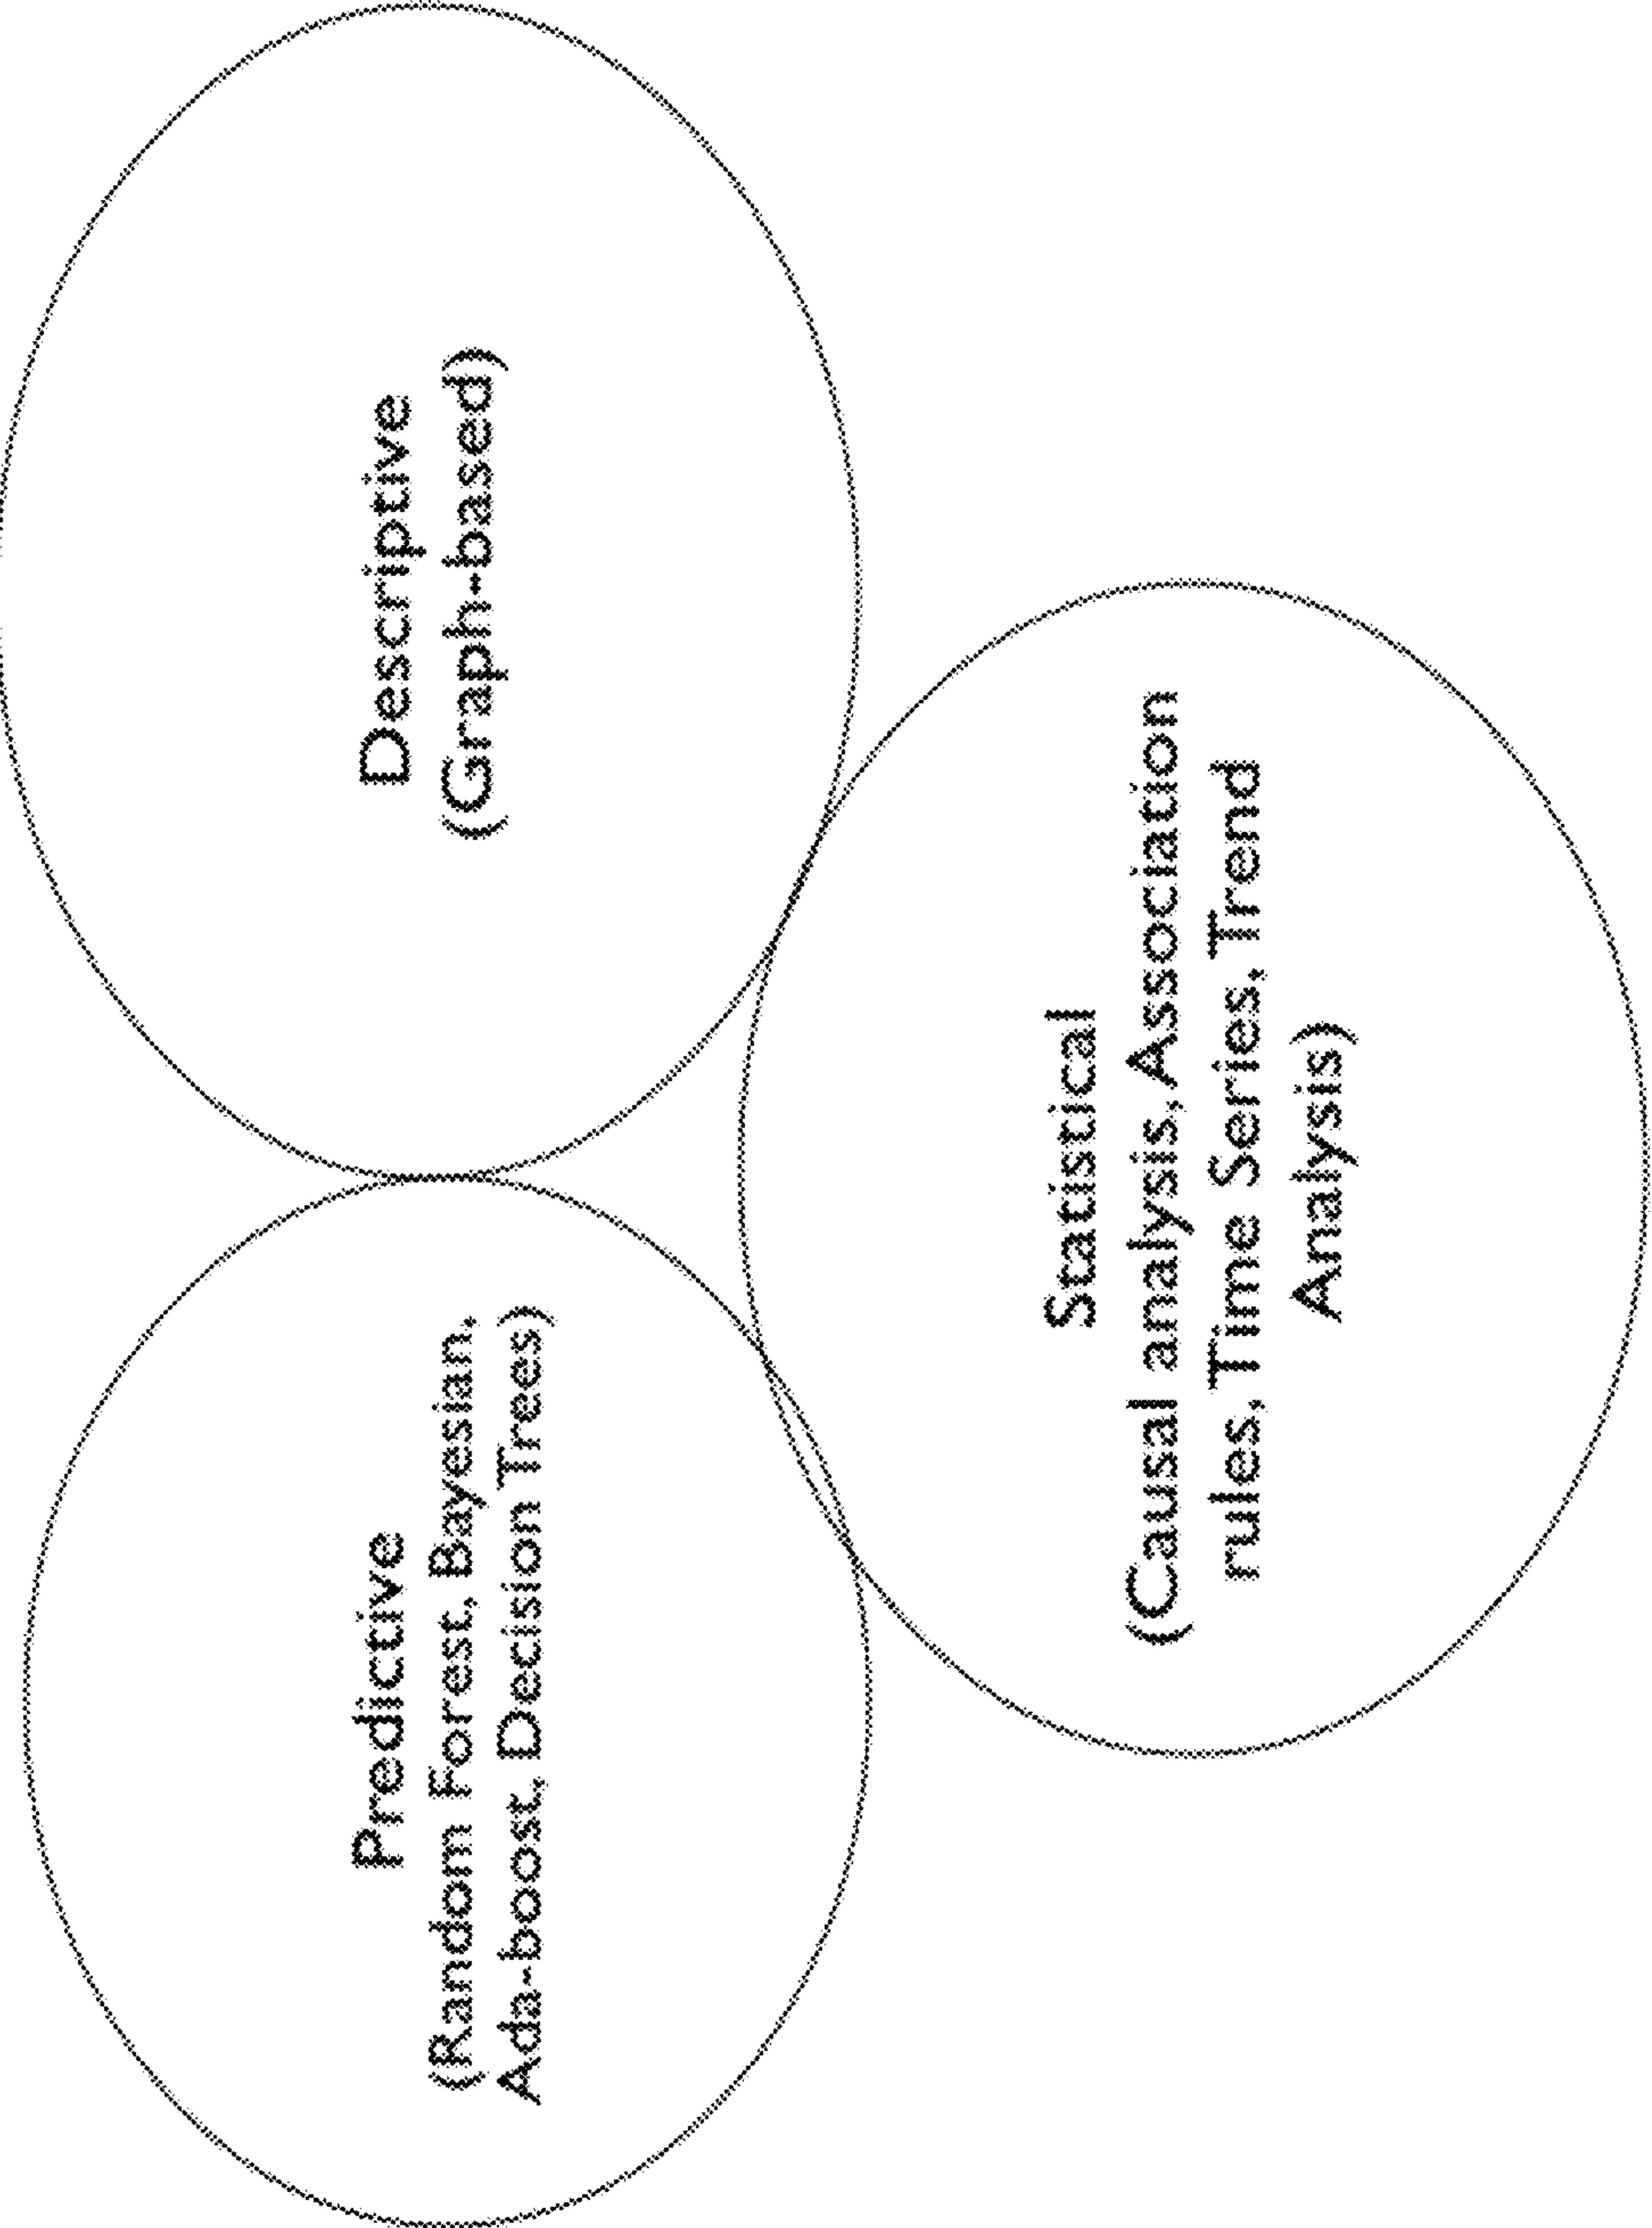 Predictive
(Random Forest, Bayesian,
Ada-boost, Decision Trees)
Descriptive
(Graph-based)
Statistical
(Causal analysis, Association
rules, Time Series, Trend
Analysis)